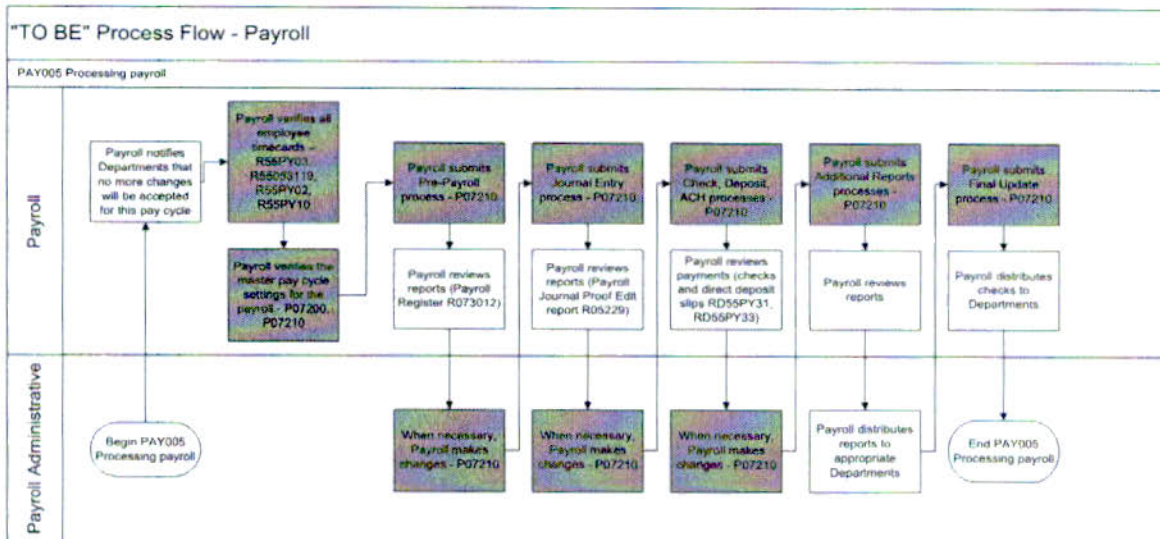 "TO BE" Process Flow - Payroll
PAY005 Processing payroll
Payroll
Payroll notifies
Departments that
no more changes
will be accepted
for this pay cycle
Payroll verifies all
employee
timecards –
R55PY03,
R5505119,
R55PY02,
R55PY10
Payroll verifies the
master pay cycle
settings for the
payroll - P07200,
P07210
Payroll submits
Pre-Payroll
process - P07210
Payroll reviews
reports (Payroll
Register R073012)
Payroll submits
Journal Entry
process - P07210
Payroll reviews
reports (Payroll
Journal Proof Edit
report R05229)
Payroll submits
Check, Deposit,
ACH processes -
P07210
Payroll reviews
payments (checks
and direct deposit
slips RD55PY31,
RD55PY33)
Payroll submits
Additional Reports
processes -
P07210
Payroll reviews
reports
Payroll submits
Final Update
process - P07210
Payroll distributes
checks to
Departments
Payroll Administrative
Begin PAY005
Processing payroll
When necessary,
Payroll makes
changes - P07210
When necessary,
Payroll makes
changes - P07210
When necessary,
Payroll makes
changes - P07210
Payroll distributes
reports to
appropriate
Departments
End PAY005
Processing payroll